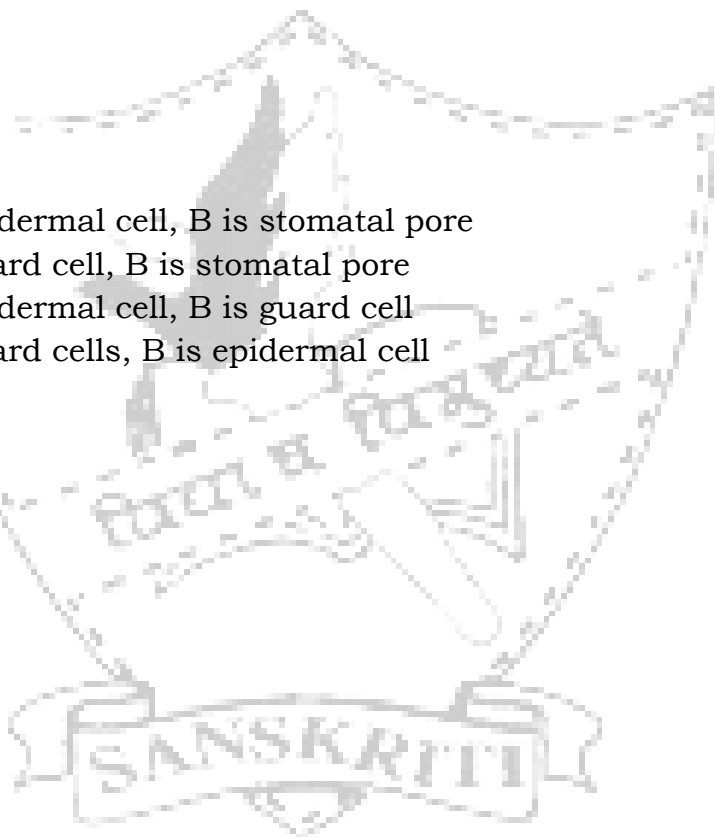 dermal cell, B is stomatal pore
ard cell, B is stomatal pore
dermal cell, B is guard cell
ard cells, B is epidermal cell
SANSKRITI